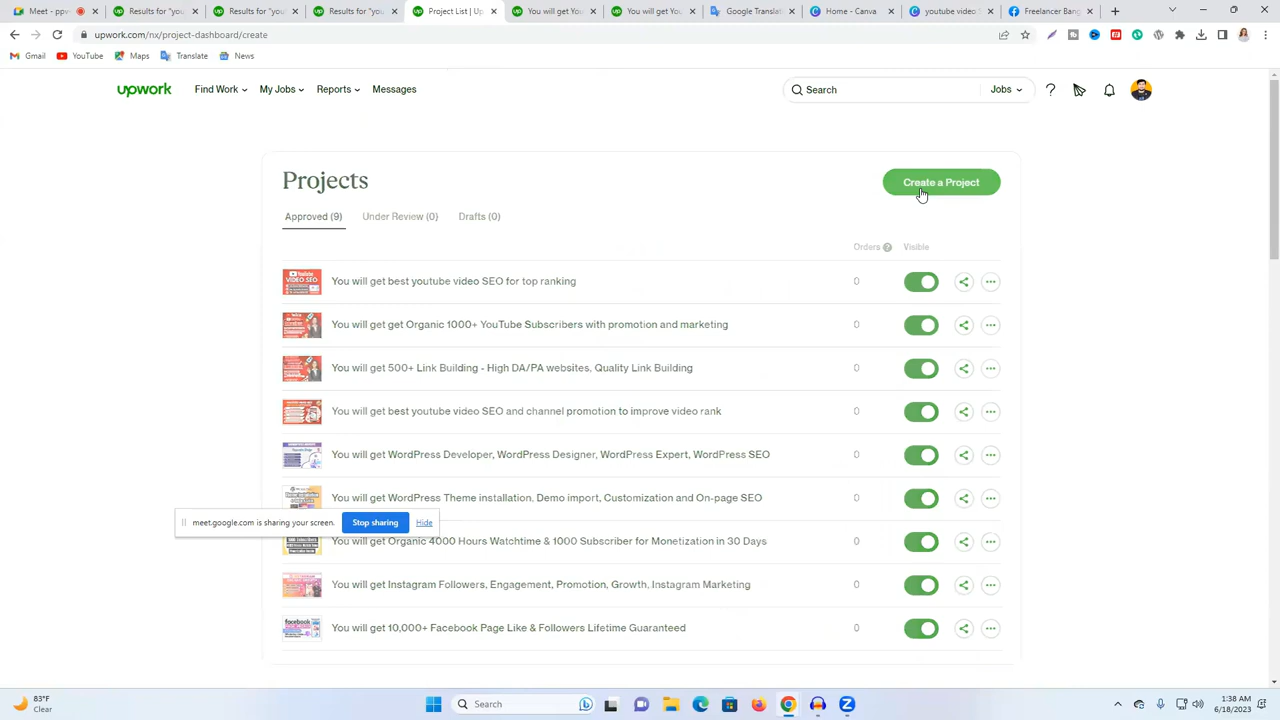 Meet - upw
Results for "you
Results for "you
Results for "you
Project List | Up
You will get You
You will get You
Google Translat
Home - Canva
youtube video
Freelancer Bang
upwork.com/nx/project-dashboard/create
Gmail
YouTube
Maps
Translate
News
upwork
Find Work
My Jobs
Reports
Messages
Search
Jobs
Projects
Create a Project
Approved (9)
Under Review (0)
Drafts (0)
Orders
Visible
You will get best youtube video SEO for top ranking
0
You will get get Organic 1000+ YouTube Subscribers with promotion and marketing
0
You will get 500+ Link Building - High DA/PA websites, Quality Link Building
0
You will get best youtube video SEO and channel promotion to improve video rank
0
You will get WordPress Developer, WordPress Designer, WordPress Expert, WordPress SEO
0
You will get WordPress Theme installation, Demo import, Customization and On-page SEO
0
meet.google.com is sharing your screen.
Stop sharing
Hide
You will get Organic 4000 Hours Watchtime & 1000 Subscriber for Monetization in 30 Days
0
You will get Instagram Followers, Engagement, Promotion, Growth, Instagram Marketing
0
facebook
You will get 10,000+ Facebook Page Like & Followers Lifetime Guaranteed
0
83°F
Clear
Search
1:38 AM
6/18/2023